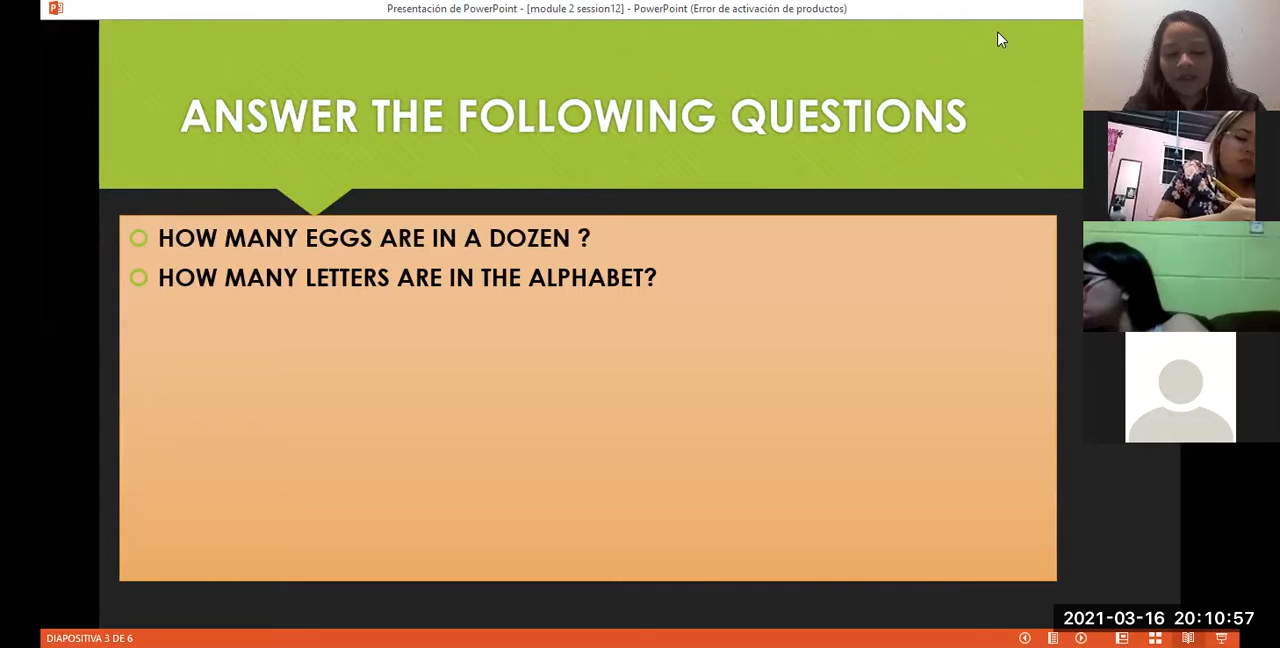 Presentación de PowerPoint - [module 2 session12] - PowerPoint (Error de activación de productos)
ANSWER THE FOLLOWING QUESTIONS
HOW MANY EGGS ARE IN A DOZEN ?
HOW MANY LETTERS ARE IN THE ALPHABET?
2021-03-16 20:10:57
DIAPOSITIVA 3 DE 6